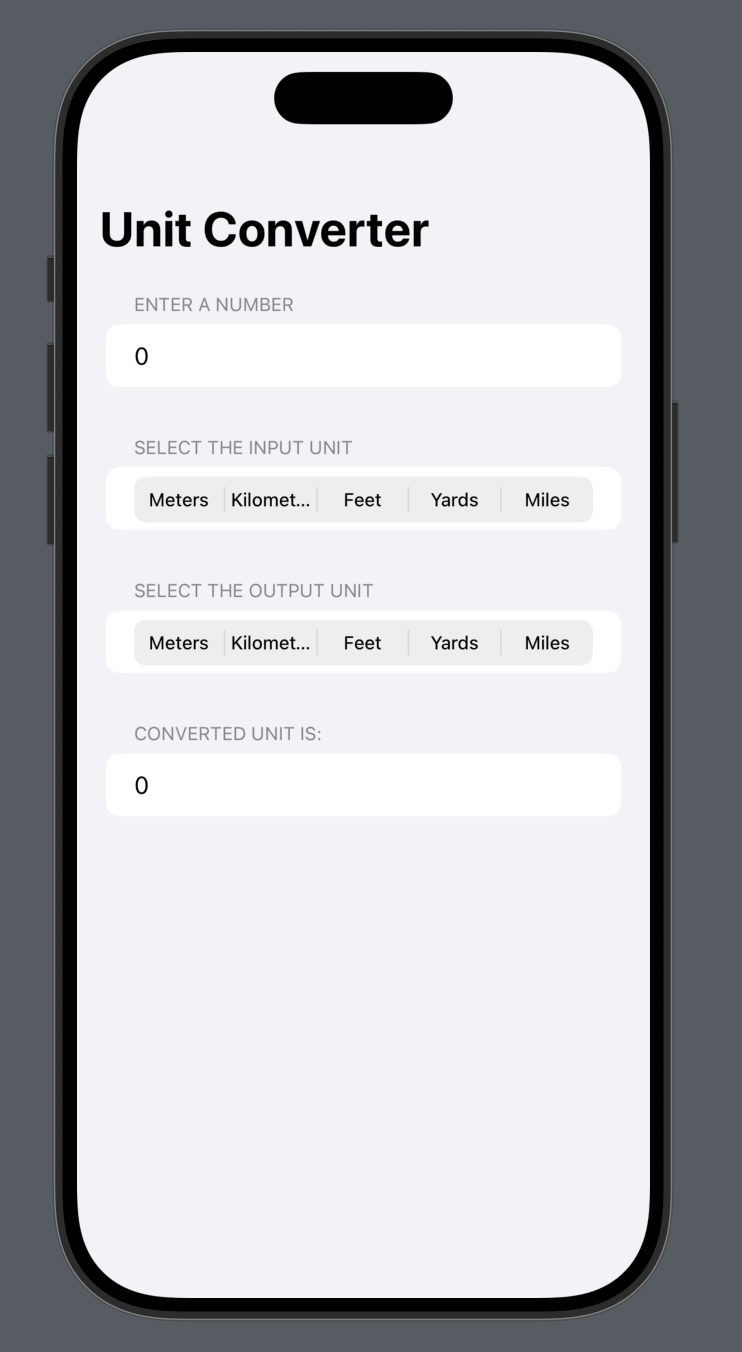 Unit Converter
ENTER A NUMBER
0
SELECT THE INPUT UNIT
Meters Kilomet... Feet Yards Miles
SELECT THE OUTPUT UNIT
Meters Kilomet... Feet Yards Miles
CONVERTED UNIT IS:
0